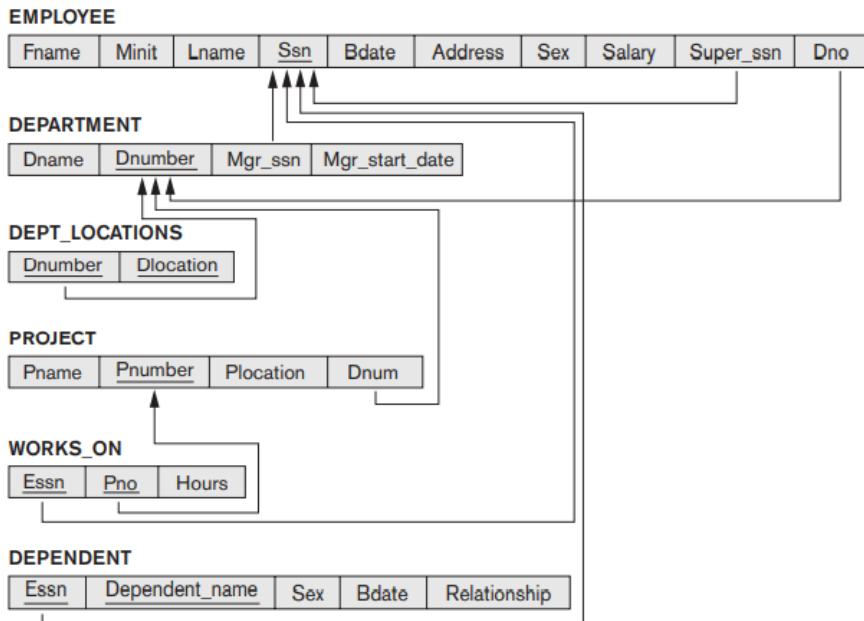 EMPLOYEE
Fname Minit Lname Ssn Bdate Address Sex Salary Super_ssn Dno
DEPARTMENT
Dname Dnumber Mgr_ssn Mgr_start_date
DEPT_LOCATIONS
Dnumber Dlocation
PROJECT
Pname Pnumber Plocation Dnum
WORKS_ON
Essn Pno Hours
DEPENDENT
Essn Dependent_name Sex Bdate Relationship